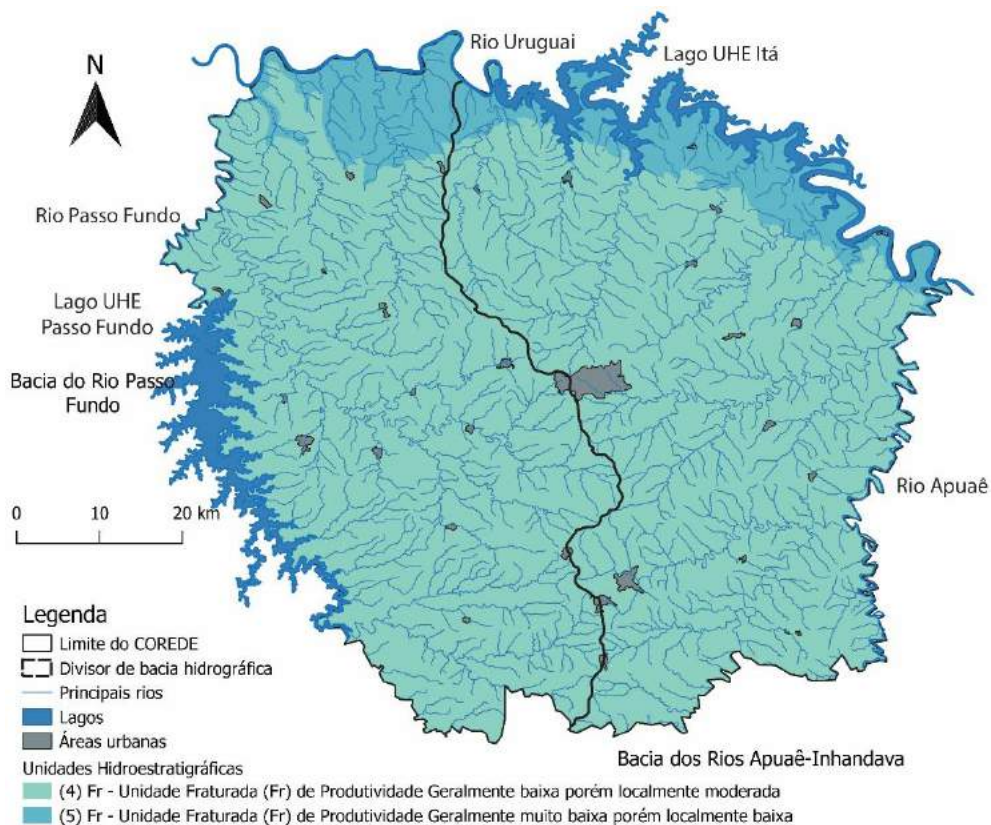 Rio Uruguai
Lago UHE Itá
N
Rio Passo Fundo
Lago UHE
Passo Fundo
Bacia do Rio Passo
Fundo
Rio Apuaê
0 10 20 km
Legenda
Limite do COREDE
Divisor de bacia hidrográfica
Principais rios
Lagos
Áreas urbanas
Bacia dos Rios Apuaê-Inhandava
Unidades Hidroestratigráficas
(4) Fr - Unidade Fraturada (Fr) de Produtividade Geralmente baixa porém localmente moderada
(5) Fr - Unidade Fraturada (Fr) de Produtividade Geralmente muito baixa porém localmente baixa